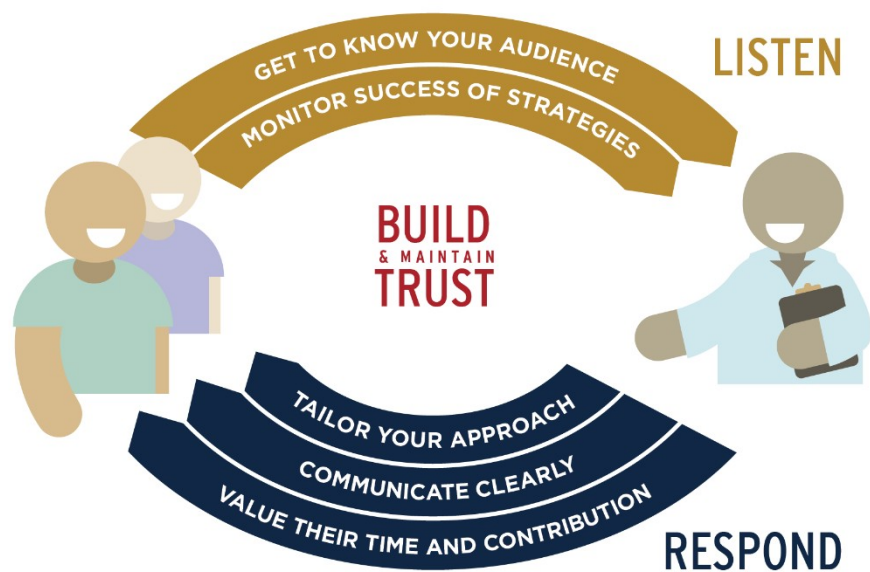 GET TO KNOW YOUR AUDIENCE
MONITOR SUCCESS OF STRATEGIES
LISTEN
BUILD
& MAINTAIN
TRUST
TAILOR YOUR APPROACH
COMMUNICATE CLEARLY
VALUE THEIR TIME AND CONTRIBUTION
RESPOND